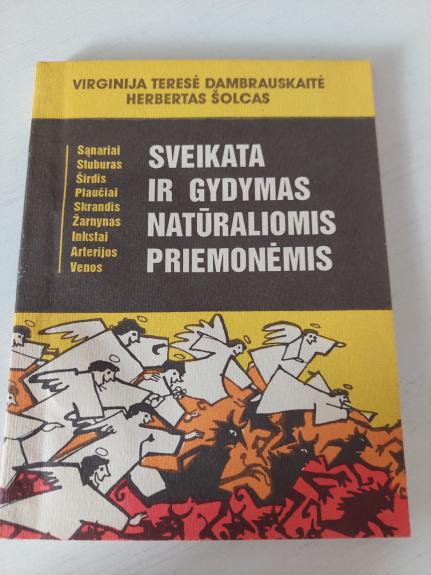 VIRGINIJA TERESĖ DAMBRAUSKAITĖ
HERBERTAS ŠOLCAS
Sąnariai
Stuburas
Širdis
Plaučiai
Skrandis
Žarnynas
Inkstai
Arterijos
Venos
SVEIKATA
IR GYDYMAS
NATŪRALIOMIS
PRIEMONĖMIS